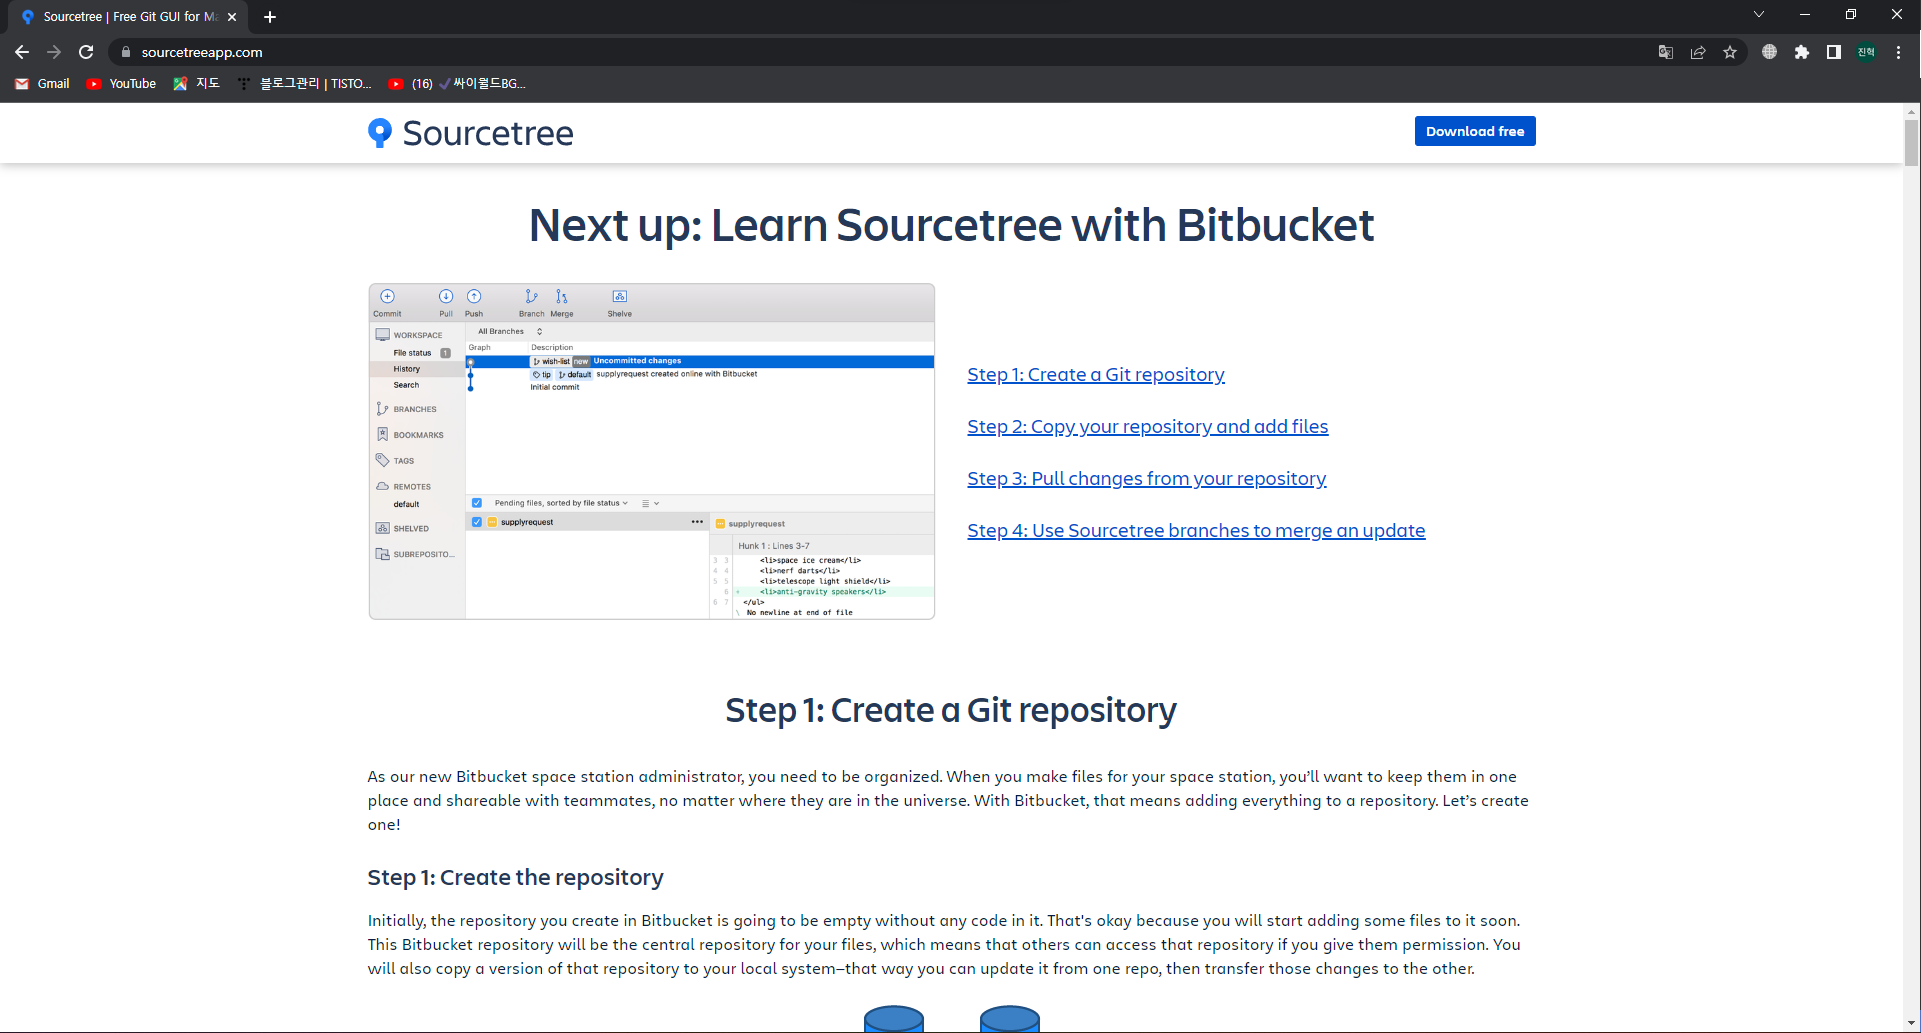 Sourcetree | Free Git GUI for Ma
sourcetreeapp.com
진혁
Gmail
YouTube
지도
블로그관리 | TISTO...
(16) ✓싸이월드BG...
Sourcetree
Download free
Next up: Learn Sourcetree with Bitbucket
Commit Pull Push Branch Merge Shelve
WORKSPACE
File status 1
History
Search
BRANCHES
BOOKMARKS
TAGS
REMOTES
default
SHELVED
SUBREPOSITO...
All Branches
Graph Description
wish-list new Uncommitted changes
tip default supplyrequest created online with Bitbucket
Initial commit
Pending files, sorted by file status
supplyrequest •••
supplyrequest
Hunk 1 : Lines 3-7
3 3 <li>space ice cream</li>
4 4 <li>nerf darts</li>
5 5 <li>telescope light shield</li>
6 + <li>anti-gravity speakers</li>
6 7 </ul>
\ No newline at end of file
Step 1: Create a Git repository
Step 2: Copy your repository and add files
Step 3: Pull changes from your repository
Step 4: Use Sourcetree branches to merge an update
Step 1: Create a Git repository
As our new Bitbucket space station administrator, you need to be organized. When you make files for your space station, you’ll want to keep them in one
place and shareable with teammates, no matter where they are in the universe. With Bitbucket, that means adding everything to a repository. Let’s create
one!
Step 1: Create the repository
Initially, the repository you create in Bitbucket is going to be empty without any code in it. That's okay because you will start adding some files to it soon.
This Bitbucket repository will be the central repository for your files, which means that others can access that repository if you give them permission. You
will also copy a version of that repository to your local system—that way you can update it from one repo, then transfer those changes to the other.